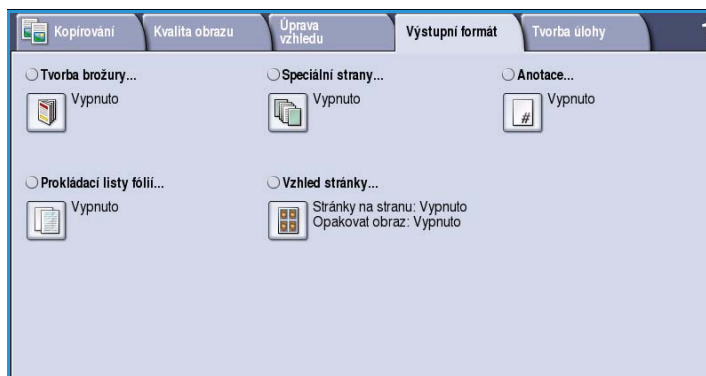 Kopírování
Kvalita obrazu
Úprava
vzhledu
Výstupní formát
Tvorba úlohy
Tvorba brožury...
Speciální strany...
Anotace...
Vypnuto
Vypnuto
Vypnuto
#
Prokládací listy fólií...
Vzhled stránky...
Vypnuto
Stránky na stranu: Vypnuto
Opakovat obraz: Vypnuto